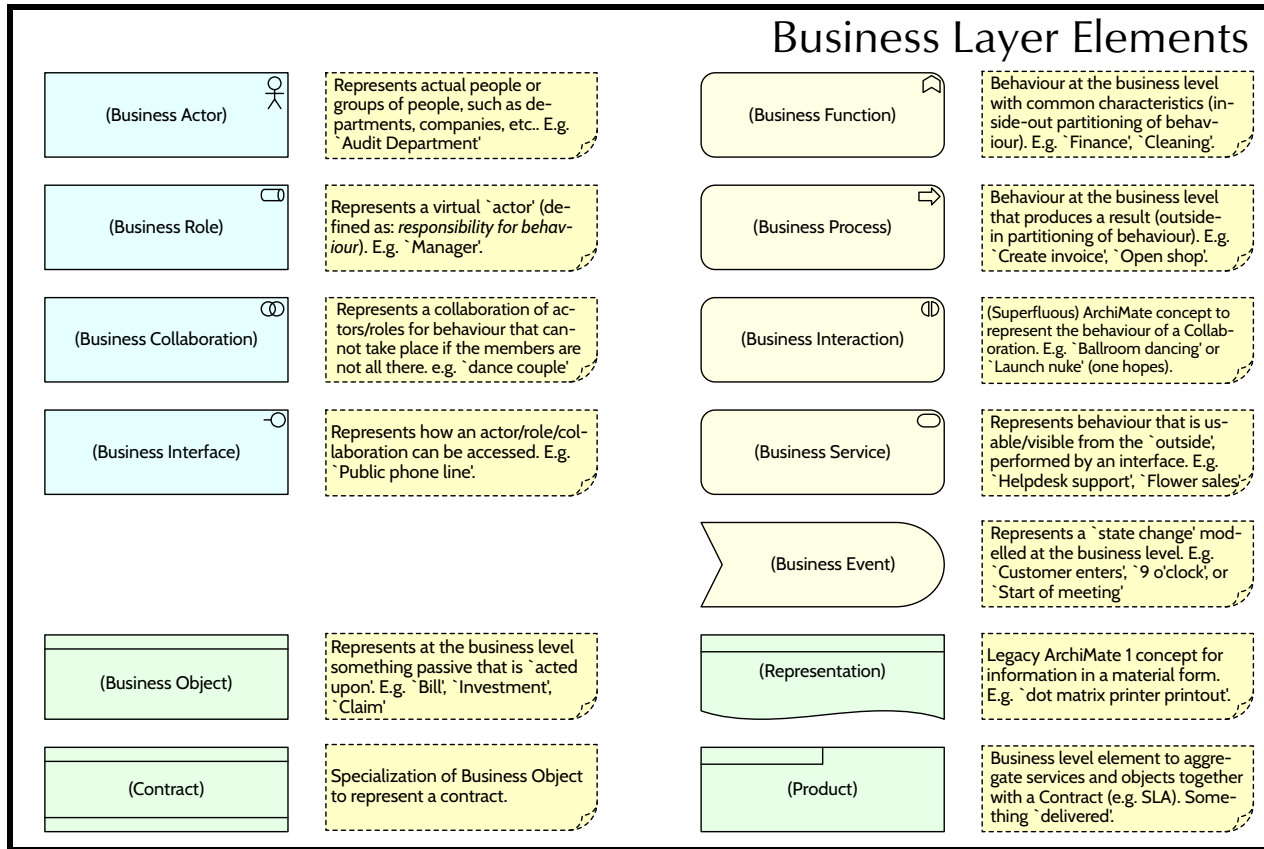 Business Layer Elements
(Business Actor)
Represents actual people or
groups of people, such as de-
partments, companies, etc.. E.g.
`Audit Department'
(Business Function)
Behaviour at the business level
with common characteristics (in-
side-out partitioning of behav-
iour). E.g. `Finance', `Cleaning'.
(Business Role)
Represents a virtual `actor' (de-
fined as: responsibility for behav-
iour). E.g. `Manager'.
(Business Process)
Behaviour at the business level
that produces a result (outside-
in partitioning of behaviour). E.g.
`Create invoice', `Open shop'.
(Business Collaboration)
Represents a collaboration of ac-
tors/roles for behaviour that can-
not take place if the members are
not all there. e.g. `dance couple'
(Business Interaction)
(Superfluous) ArchiMate concept to
represent the behaviour of a Collab-
oration. E.g. `Ballroom dancing' or
`Launch nuke' (one hopes).
(Business Interface)
Represents how an actor/role/col-
laboration can be accessed. E.g.
`Public phone line'.
(Business Service)
Represents behaviour that is us-
able/visible from the `outside',
performed by an interface. E.g.
`Helpdesk support', `Flower sales'
(Business Event)
Represents a `state change' mod-
elled at the business level. E.g.
`Customer enters', `9 o'clock', or
`Start of meeting'
(Business Object)
Represents at the business level
something passive that is `acted
upon'. E.g. `Bill', `Investment',
`Claim'
(Representation)
Legacy ArchiMate 1 concept for
information in a material form.
E.g. `dot matrix printer printout'.
(Contract)
Specialization of Business Object
to represent a contract.
(Product)
Business level element to aggre-
gate services and objects together
with a Contract (e.g. SLA). Some-
thing `delivered'.